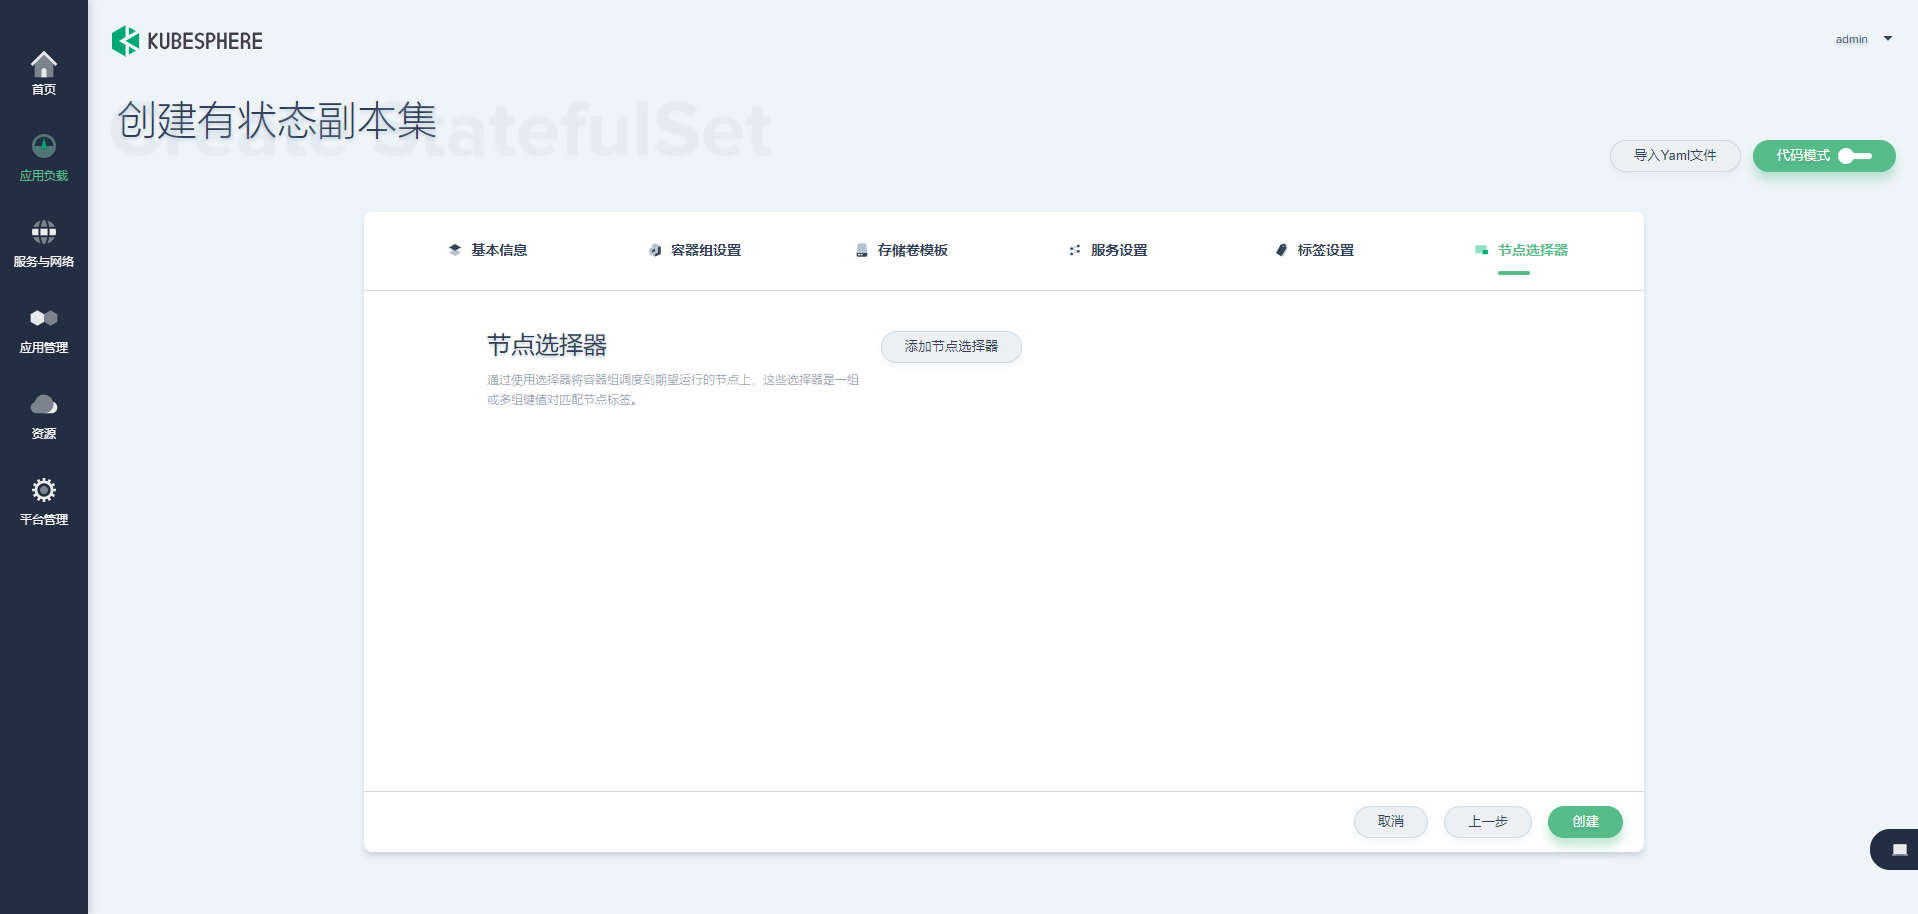 KUBESPHERE
admin
首页
应用负载
服务与网络
应用管理
资源
平台管理
创建有状态副本集
Create StatefulSet
导入Yaml文件
代码模式
基本信息
容器组设置
存储卷模板
服务设置
标签设置
节点选择器
节点选择器
添加节点选择器
通过使用选择器将容器组调度到期望运行的节点上，这些选择器是一组
或多组键值对匹配节点标签。
取消
上一步
创建